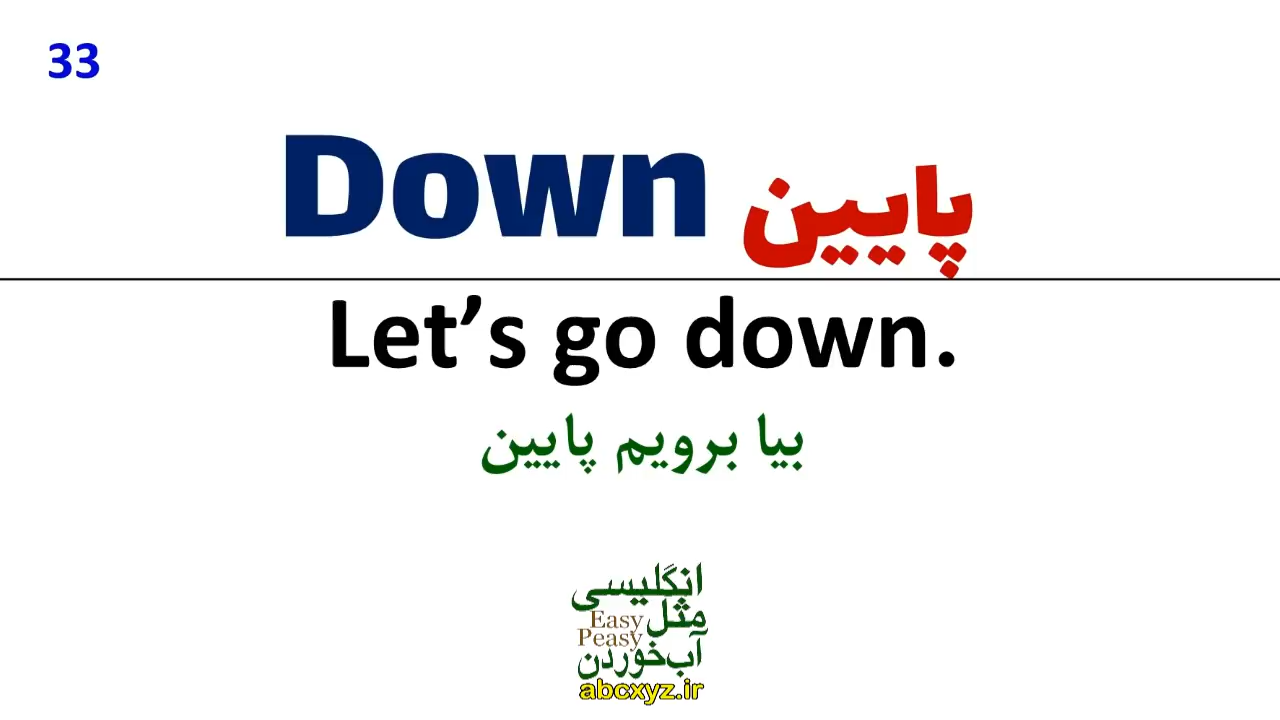 33
Down پایین
Let’s go down.
بیا برویم پایین
انگلیسی
مثل Easy
Peasy
آب‌خوردن
abcxyz.ir